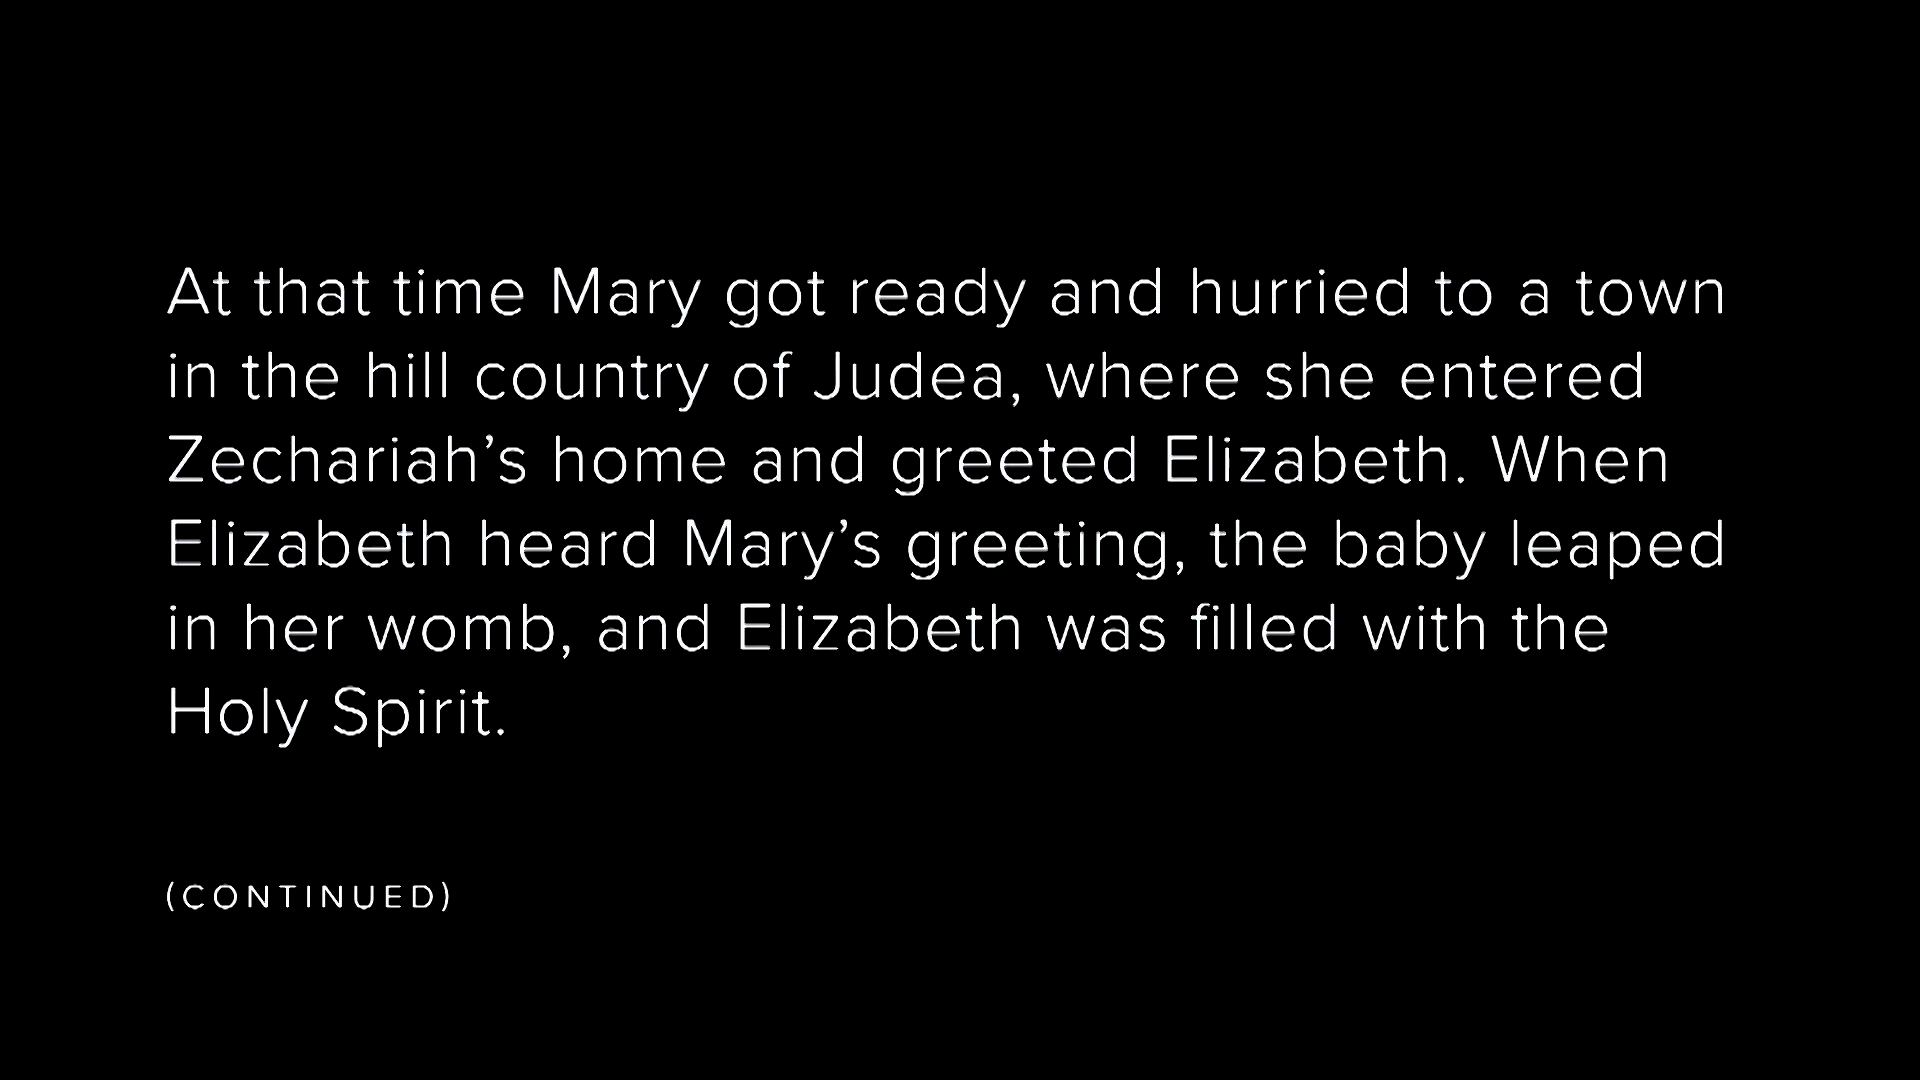 At that time Mary got ready and hurried to a town
in the hill country of Judea, where she entered
Zechariah’s home and greeted Elizabeth. When
Elizabeth heard Mary’s greeting, the baby leaped
in her womb, and Elizabeth was filled with the
Holy Spirit.
(CONTINUED)